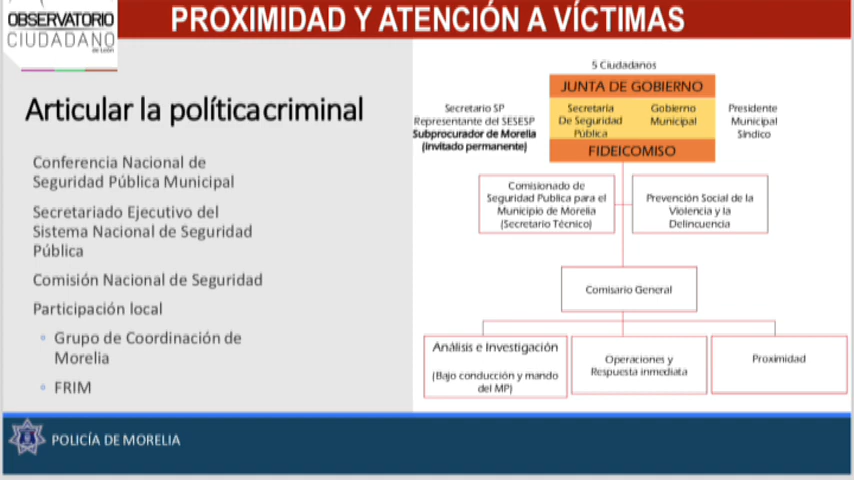 OBSERVATORIO
CIUDADANO
de León
PROXIMIDAD Y ATENCIÓN A VÍCTIMAS
Articular la política criminal
Conferencia Nacional de
Seguridad Pública Municipal
Secretariado Ejecutivo del
Sistema Nacional de Seguridad
Pública
Comisión Nacional de Seguridad
Participación local
Grupo de Coordinación de
Morelia
FRIM
5 Ciudadanos
JUNTA DE GOBIERNO
Secretario SP
Representante del SESESP
Subprocurador de Morelia
(Invitado permanente)
Secretaría
De Seguridad
Pública
Gobierno
Municipal
Presidente
Municipal
Síndico
FIDEICOMISO
Comisionado de
Seguridad Publica para el
Municipio de Morelia
(Secretario Técnico)
Prevención Social de la
Violencia y la
Delincuencia
Comisario General
Análisis e Investigación
(Bajo conducción y mando
del MP)
Operaciones y
Respuesta inmediata
Proximidad
POLICÍA DE MORELIA